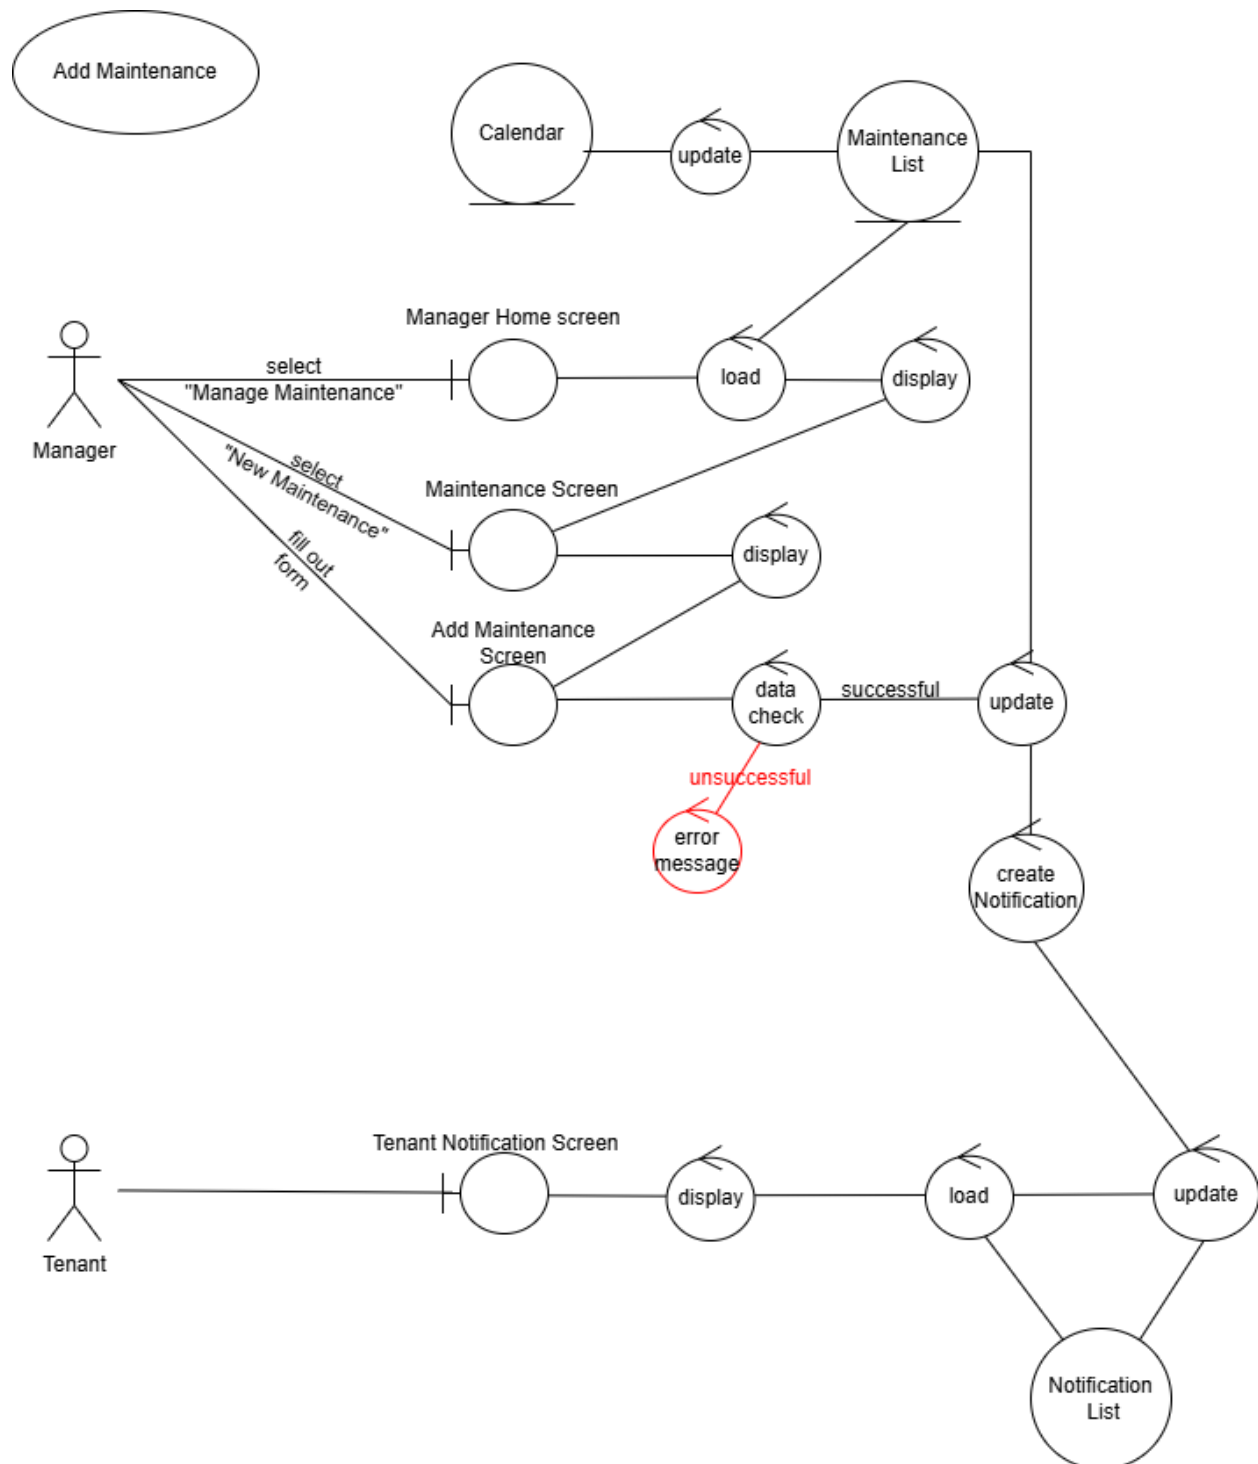 Add Maintenance
Calendar
update
Maintenance
List
Manager Home screen
select
"Manage Maintenance"
load
display
Manager
select
"New Maintenance"
Maintenance Screen
display
fill out
form
Add Maintenance
Screen
data
check
successful
update
unsuccessful
error
message
create
Notification
Tenant Notification Screen
display
load
update
Tenant
Notification
List